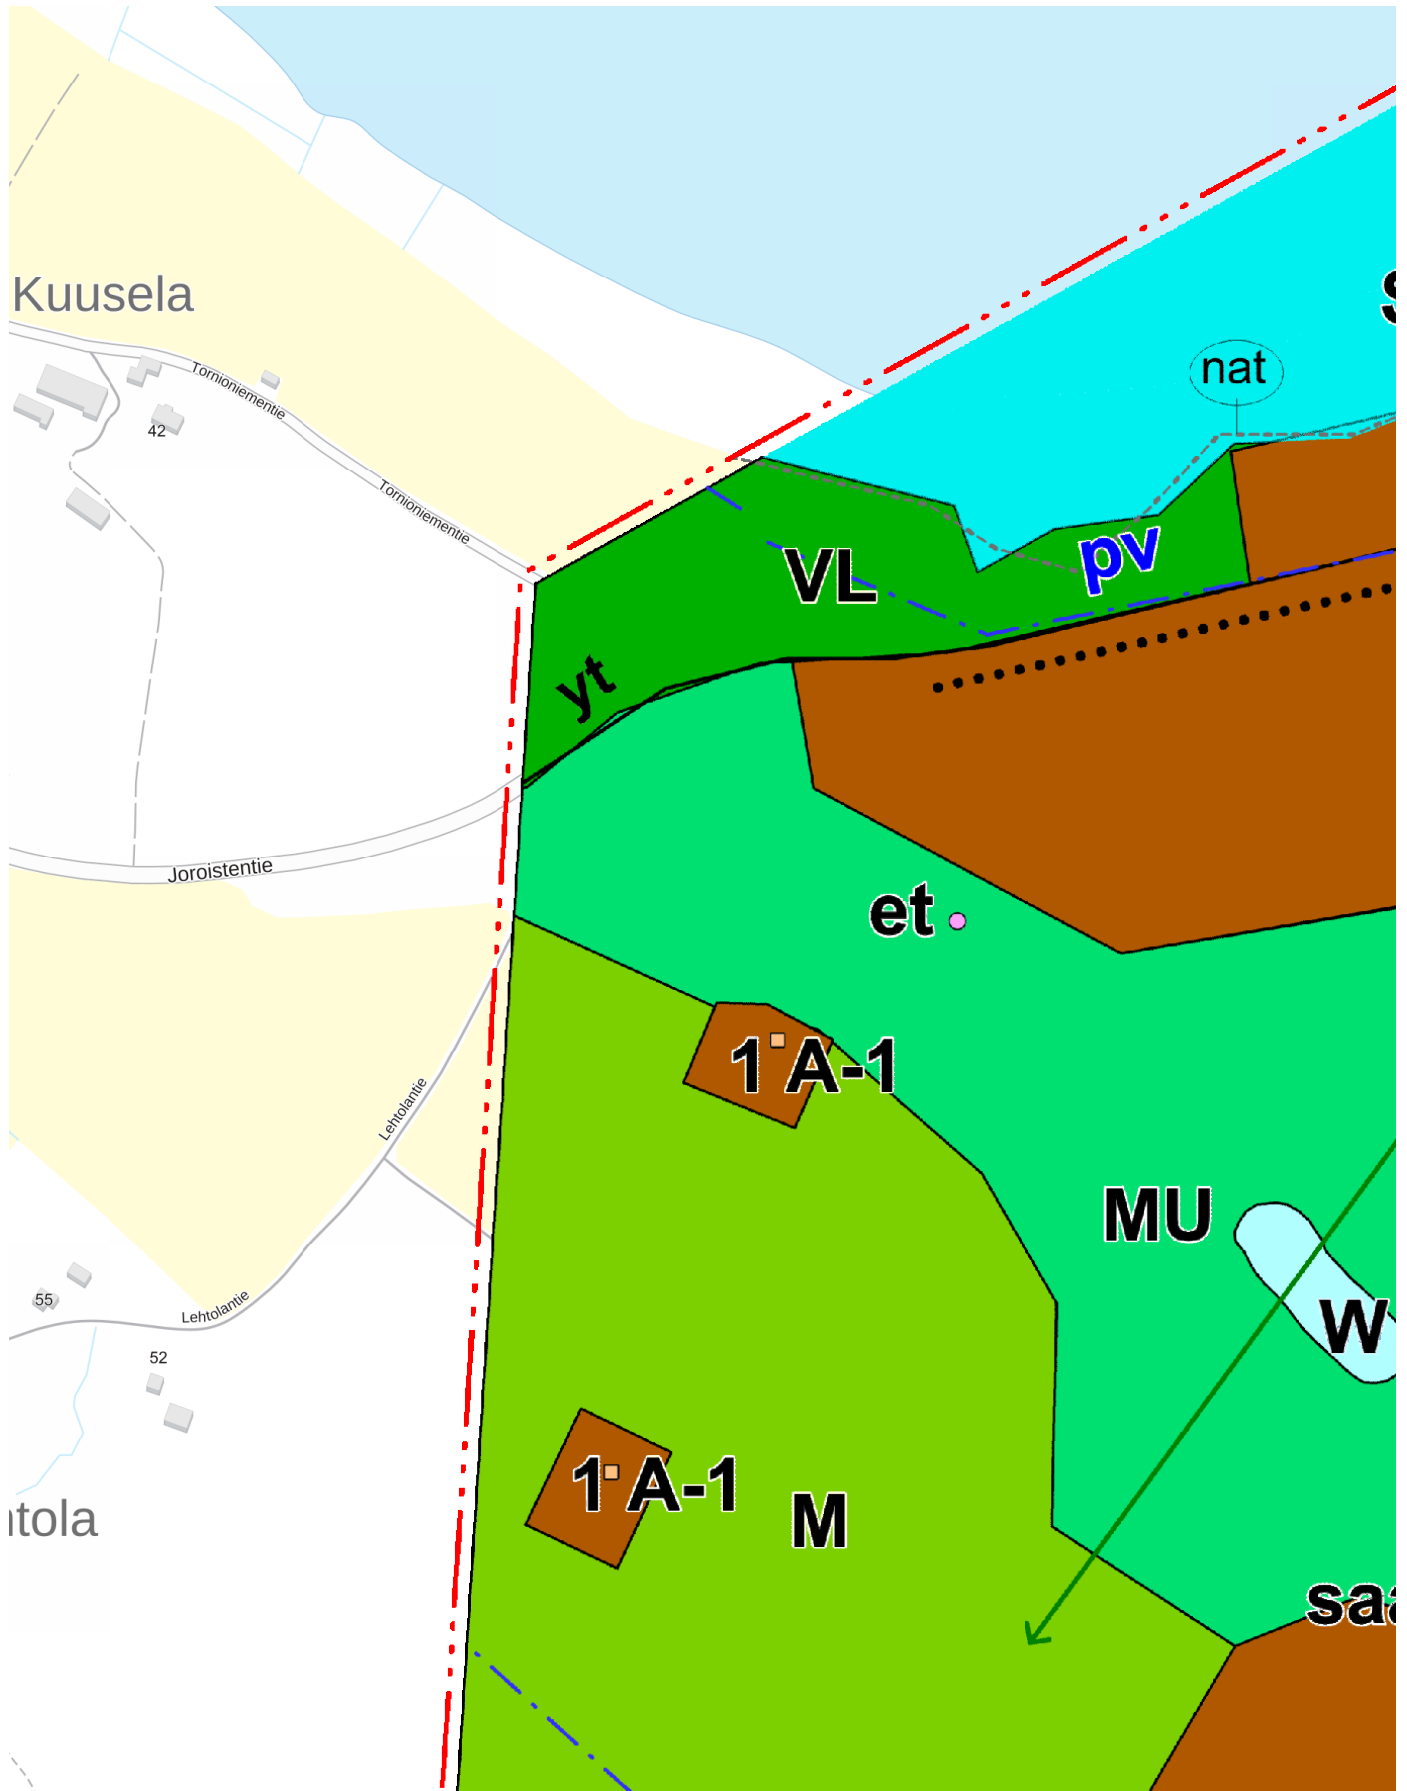 Kuusela
nat
Tornioniementie
42
Tornioniementie
pv
VL
yt
Joroistentie
et
1 A-1
Lehtolantie
MU
55
Lehtolantie
W
52
1 A-1
M